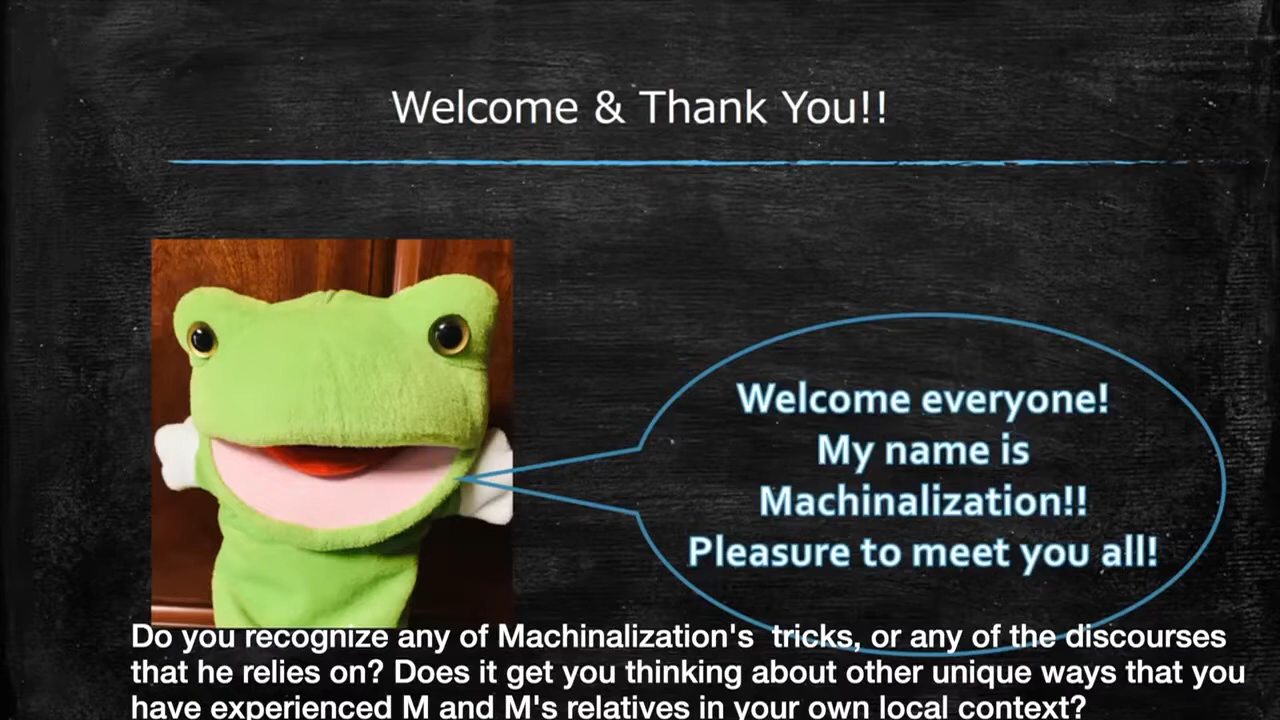 Welcome & Thank You!!
Welcome everyone!
My name is
Machinalization!!
Pleasure to meet you all!
Do you recognize any of Machinalization's  tricks, or any of the discourses
that he relies on? Does it get you thinking about other unique ways that you
have experienced M and M's relatives in your own local context?